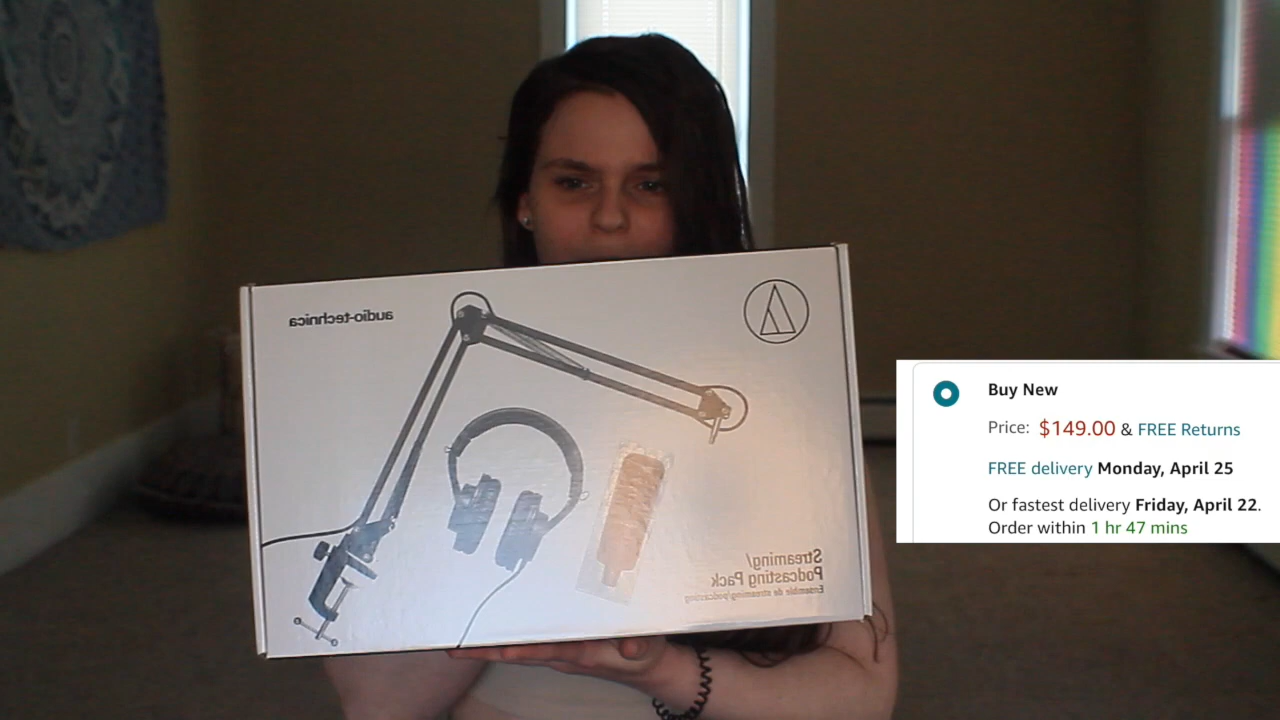 audio-technica
Streaming/
Podcasting Pack
Ensemble de streaming/podcasting
Buy New
Price: $149.00 & FREE Returns
FREE delivery Monday, April 25
Or fastest delivery Friday, April 22.
Order within 1 hr 47 mins